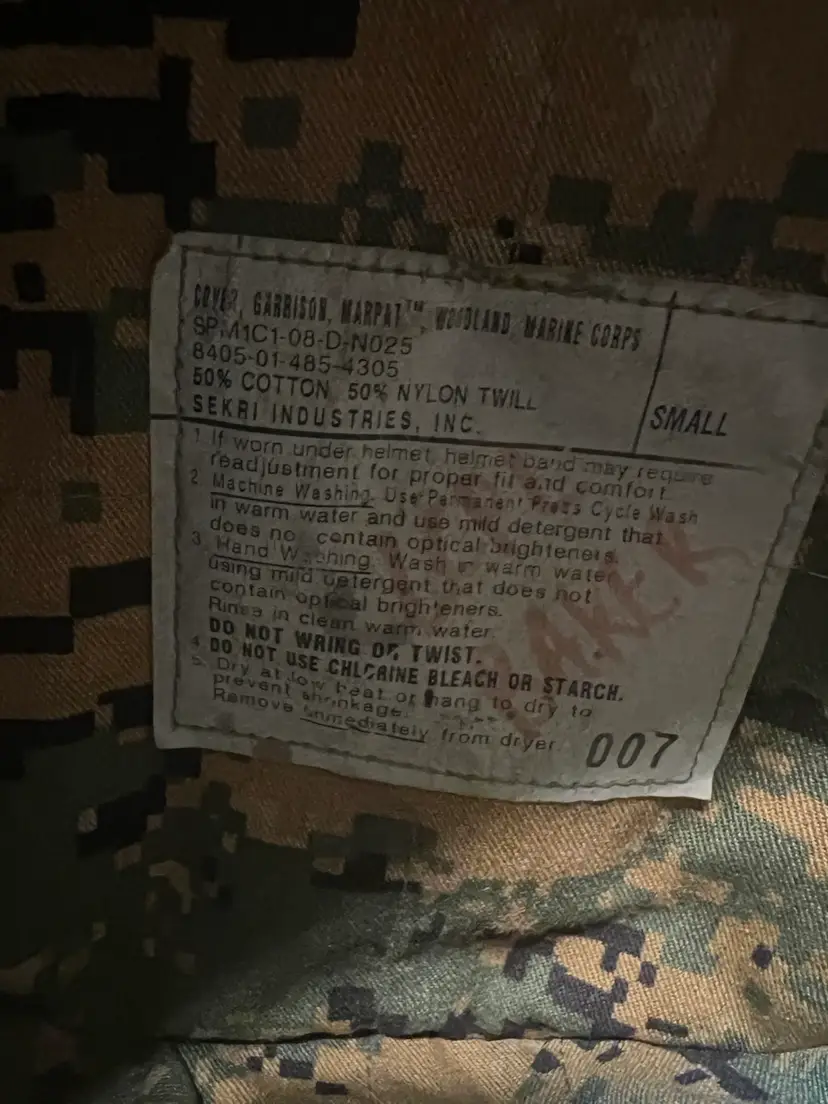 COVER, GARRISON, MARPAT™, WOODLAND, MARINE CORPS
SPM1C1-08-D-N025
8405-01-485-4305
50% COTTON, 50% NYLON TWILL
SEKRI INDUSTRIES, INC.
SMALL
1. If worn under helmet, helmet band may require
readjustment for proper fit and comfort.
2. Machine Washing. Use Permanent Press Cycle Wash
in warm water and use mild detergent that
does not contain optical brighteners.
3. Hand Washing. Wash in warm water
using mild detergent that does not
contain optical brighteners.
Rinse in clean warm water.
DO NOT WRING OR TWIST.
4. DO NOT USE CHLORINE BLEACH OR STARCH.
5. Dry at low heat or hang to dry to
prevent shrinkage.
Remove immediately from dryer.
007
BAKER